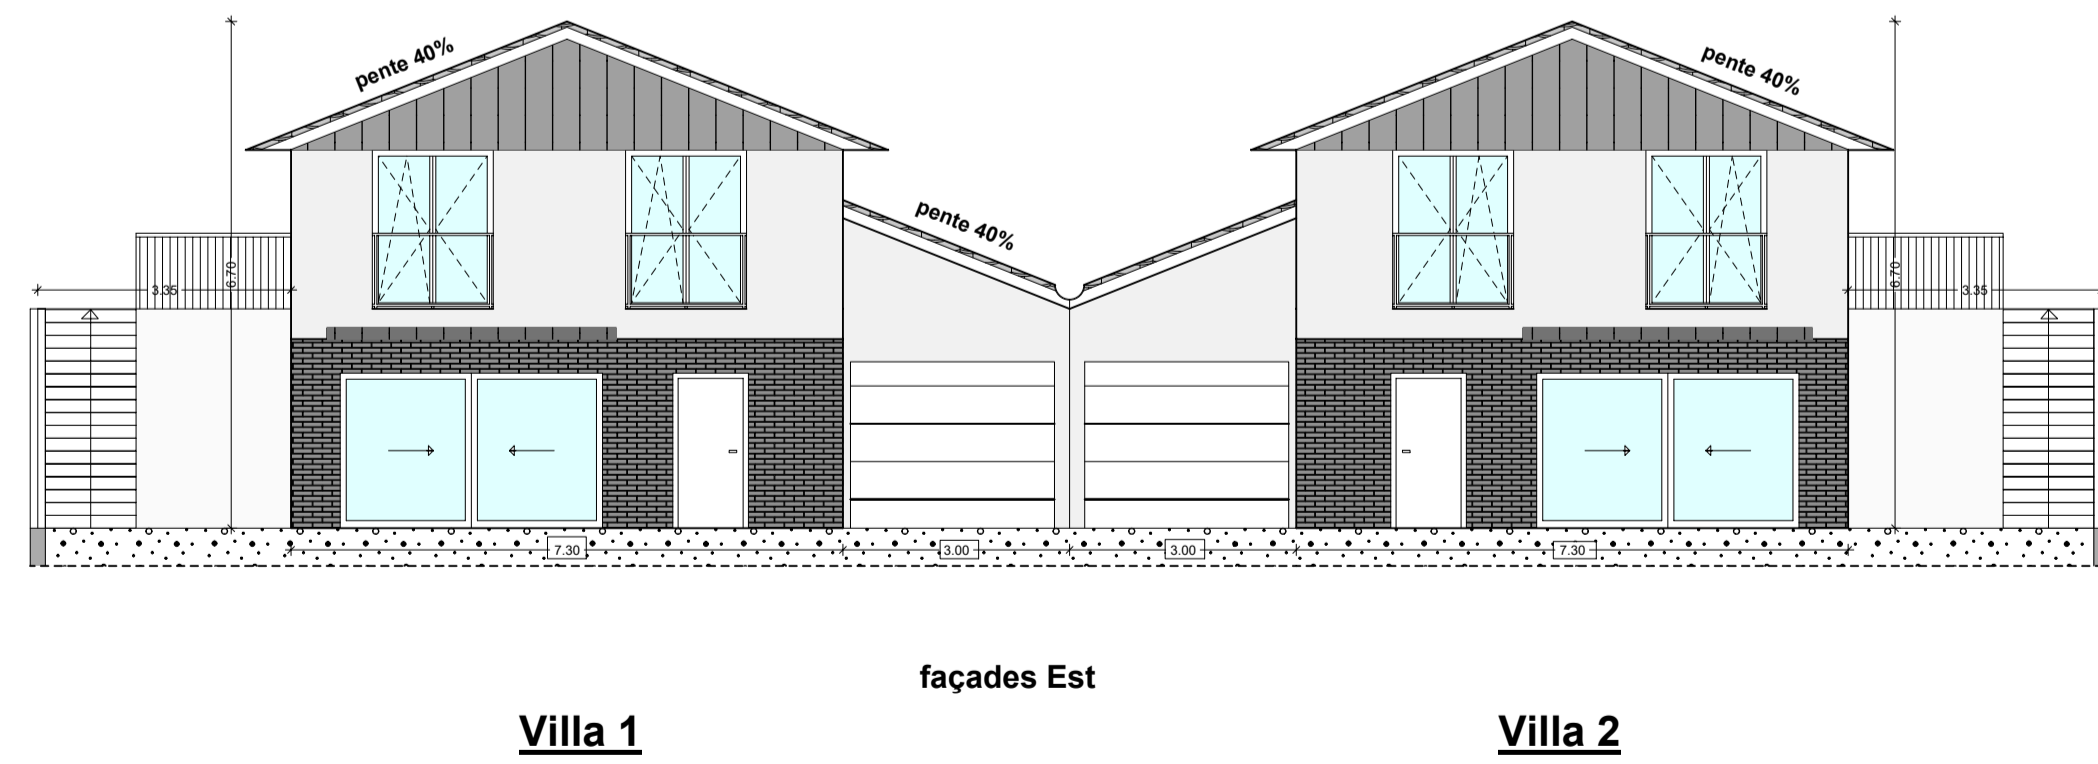 pente 40%
pente 40%
pente 40%
6.70
6.70
3.35
3.35
7.30
3.00
3.00
7.30
façades Est
Villa 1
Villa 2